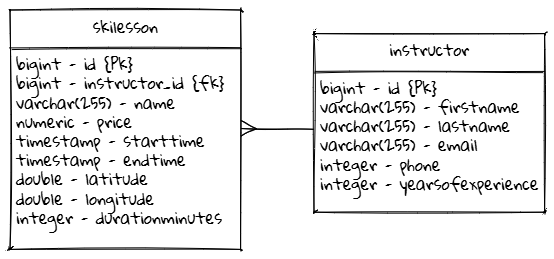 skilesson
bigint - id {Pk}
bigint - instructor_id {fk}
varchar(255) - name
numeric - price
timestamp - starttime
timestamp - endtime
double - latitude
double - longitude
integer - durationminutes
instructor
bigint - id {Pk}
varchar(255) - firstname
varchar(255) - lastname
varchar(255) - email
integer - phone
integer - yearsofexperience